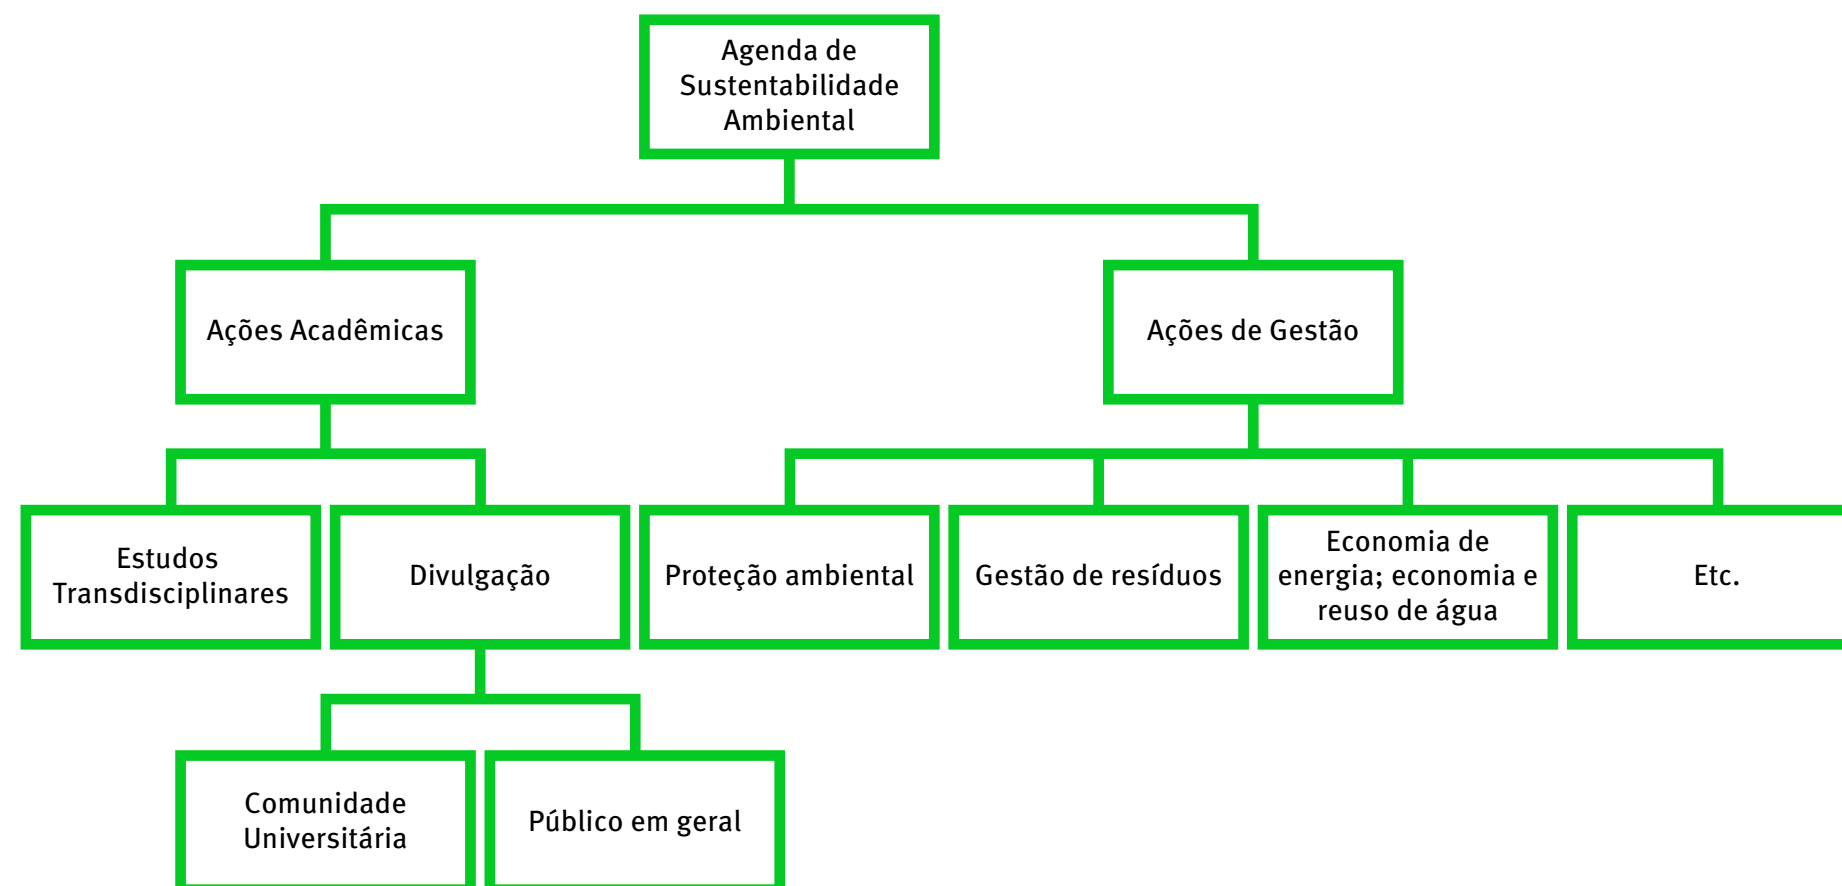 Agenda de
Sustentabilidade
Ambiental
Ações Acadêmicas
Ações de Gestão
Estudos
Transdisciplinares
Divulgação
Proteção ambiental
Gestão de resíduos
Economia de
energia; economia e
reuso de água
Etc.
Comunidade
Universitária
Público em geral